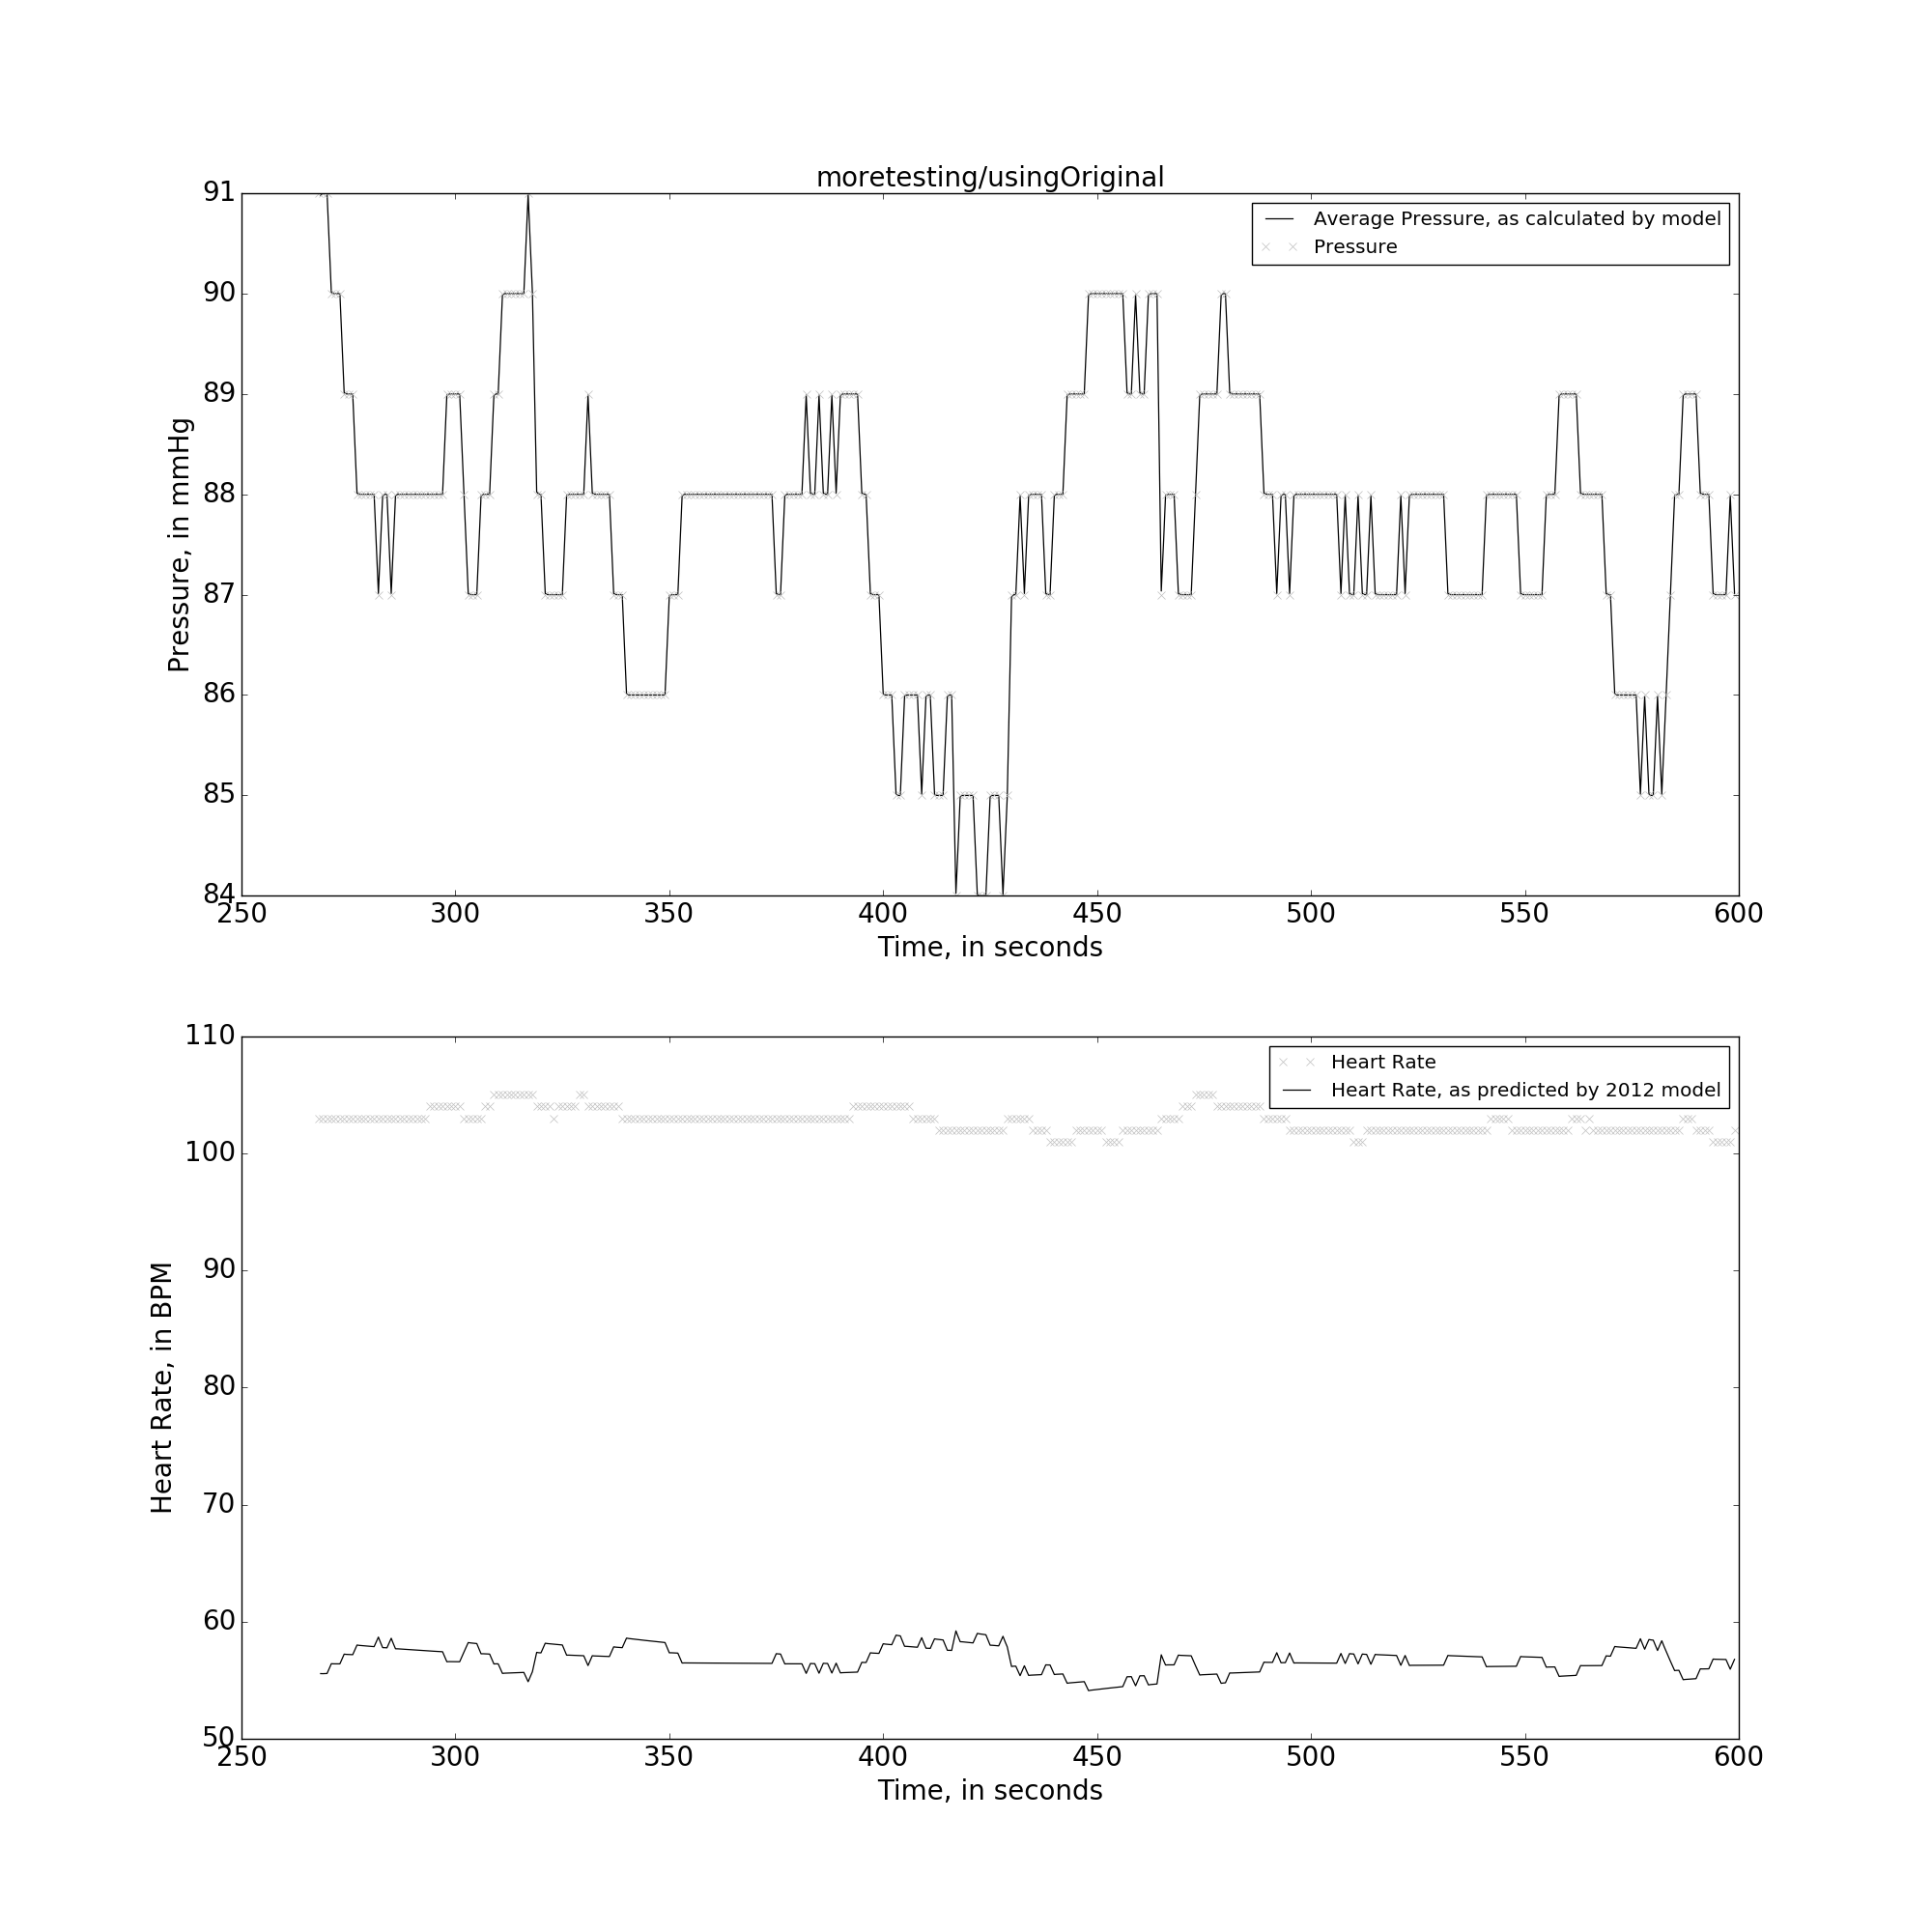 moretesting/usingOriginal
91
90
89
88
87
86
85
84
Pressure, in mmHg
Average Pressure, as calculated by model
Pressure
250 300 350 400 450 500 550 600
Time, in seconds
110
100
90
80
70
60
50
Heart Rate, in BPM
Heart Rate
Heart Rate, as predicted by 2012 model
250 300 350 400 450 500 550 600
Time, in seconds